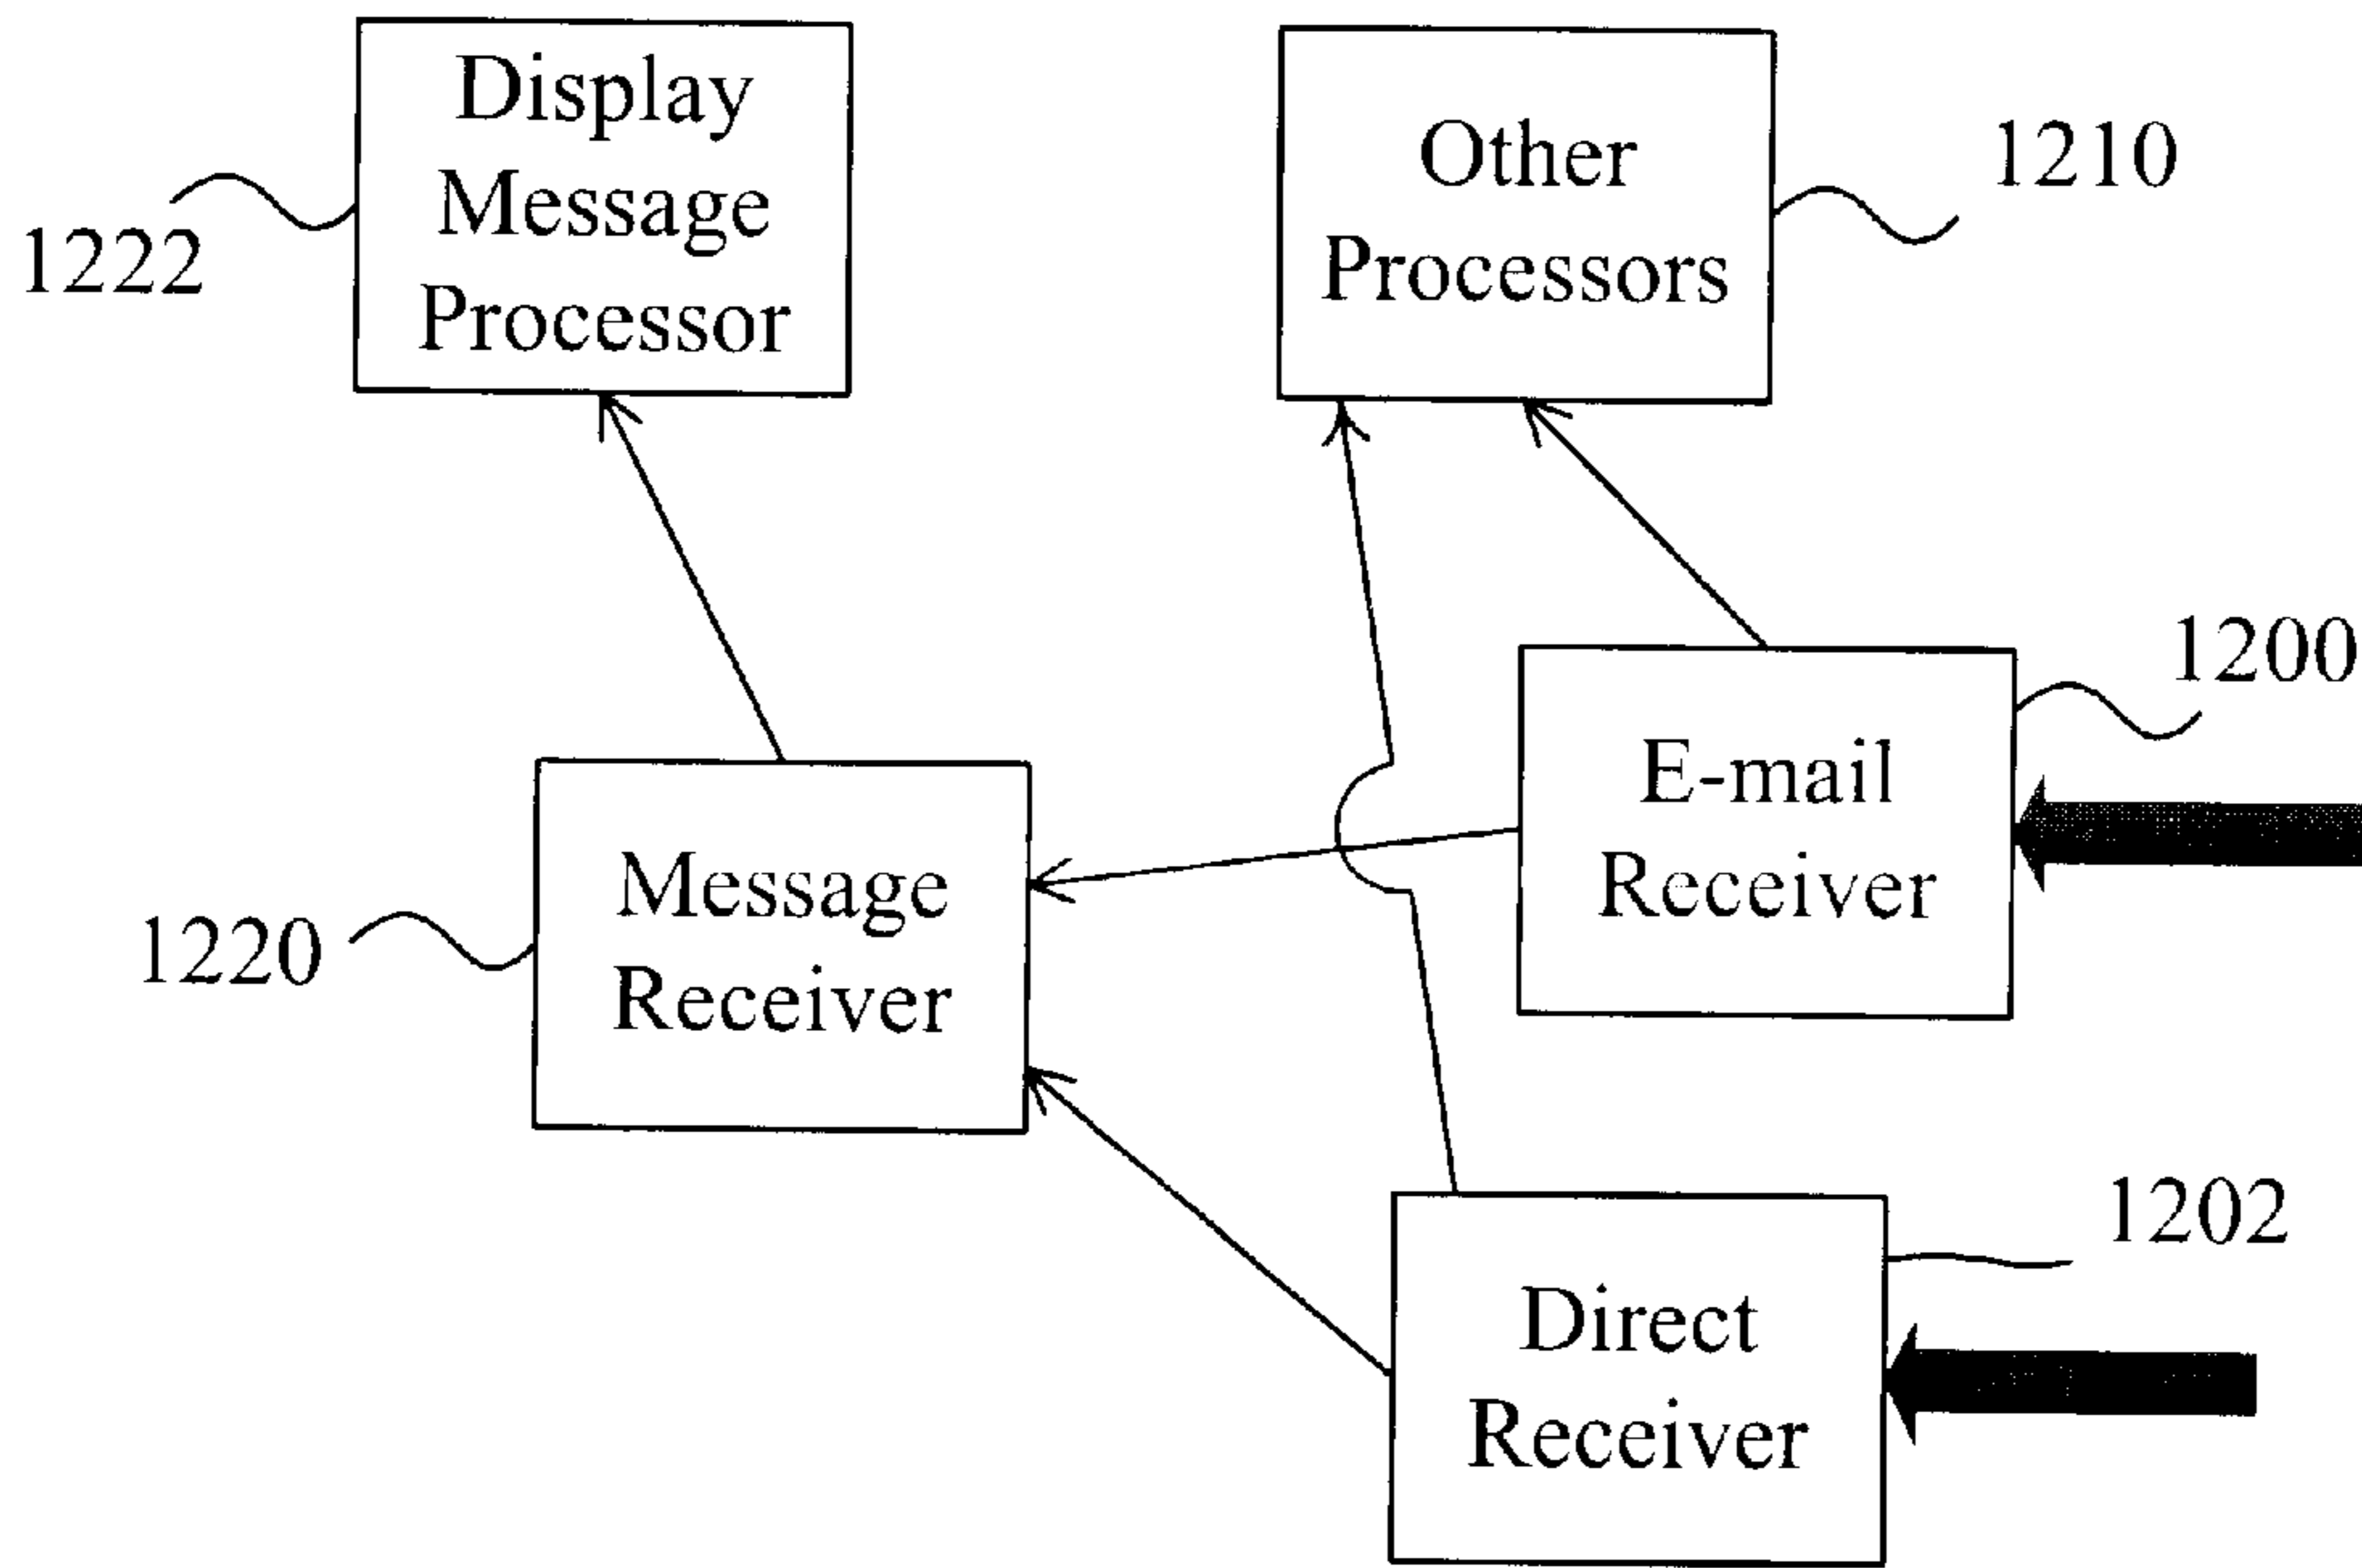 Display
Message
Processor
1222
Other
Processors
1210
1200
E-mail
Receiver
Message
Receiver
1220
1202
Direct
Receiver